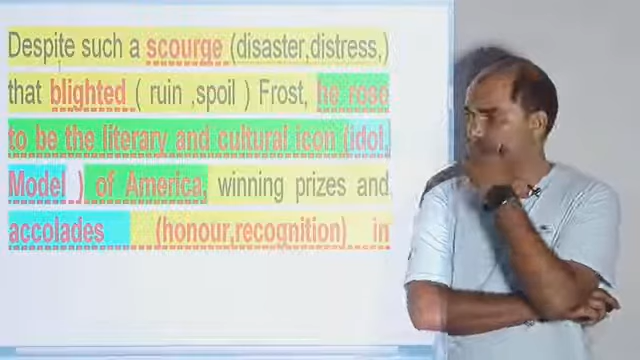 Despite such a scourge (disaster,distress,)
that blighted ( ruin ,spoil ) Frost, he rose
to be the literary and cultural icon (idol,
Model ) of America, winning prizes and
accolades (honour,recognition) in